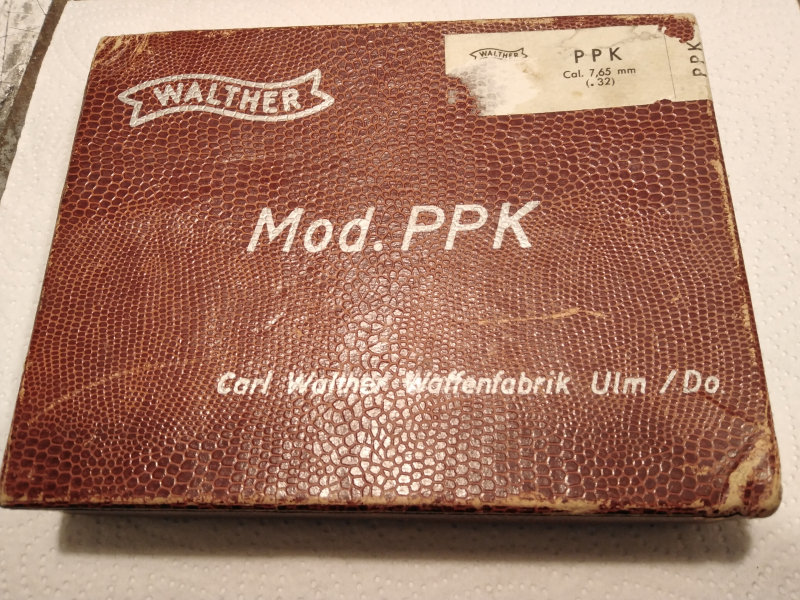 WALTHER
WALTHER
PPK
Cal. 7,65 mm
(.32)
PPK
Mod. PPK
Carl Walther Waffenfabrik Ulm / Do